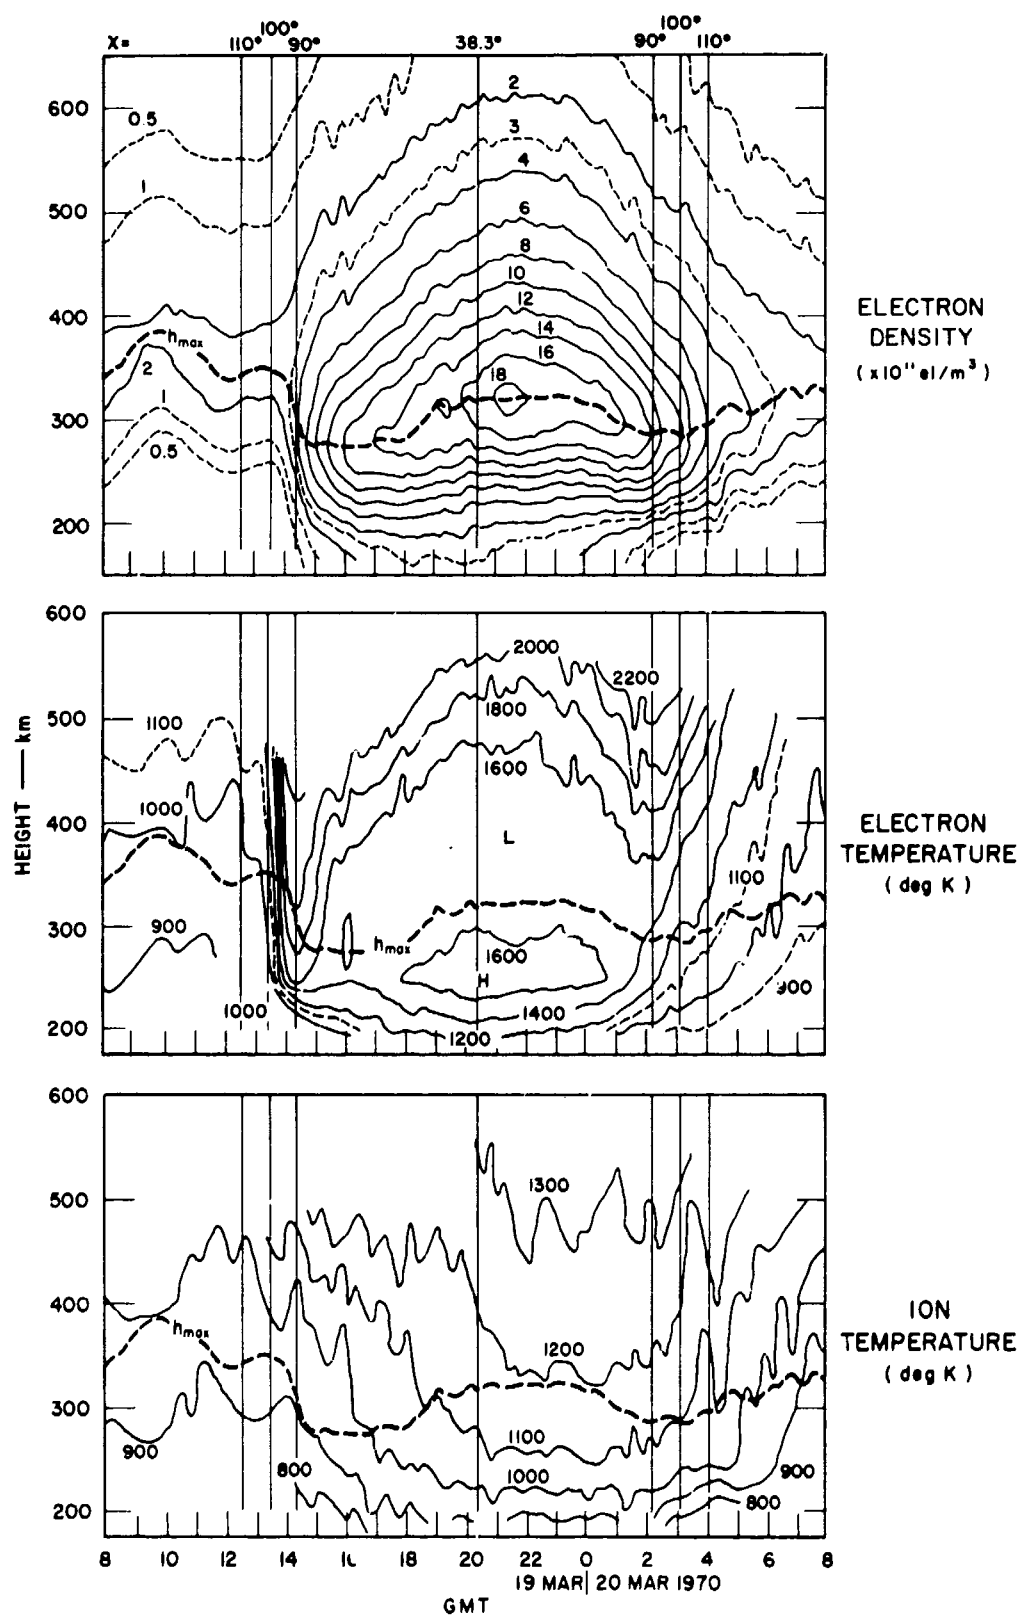 100° 100°
X= 110° 90° 38.3° 90° 110°
600
500
400
300
200
0.5
1
h max
2
1
0.5
2
3
4
6
8
10
12
14
16
18
ELECTRON
DENSITY
(x10¹¹ el/m³)
HEIGHT — km
600
500
400
300
200
1100
1000
900
1000
2000
2200
1800
1600
L
h max
1600
H
1400
1200
1100
900
ELECTRON
TEMPERATURE
(deg K)
600
500
400
300
200
h max
900
800
1300
1200
1100
1000
900
800
ION
TEMPERATURE
(deg K)
8 10 12 14 18 20 22 0 2 4 6 8
19 MAR | 20 MAR 1970
GMT